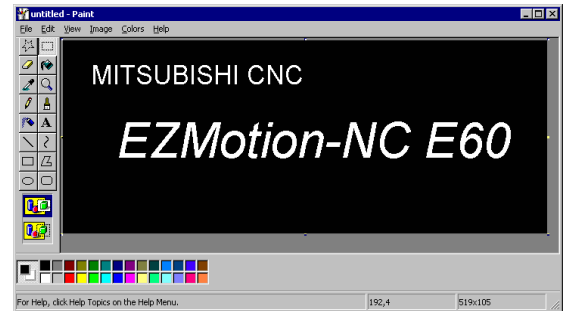 untitled - Paint
File Edit View Image Colors Help
MITSUBISHI CNC
EZMotion-NC E60
A
For Help, click Help Topics on the Help Menu.
192,4
519x105